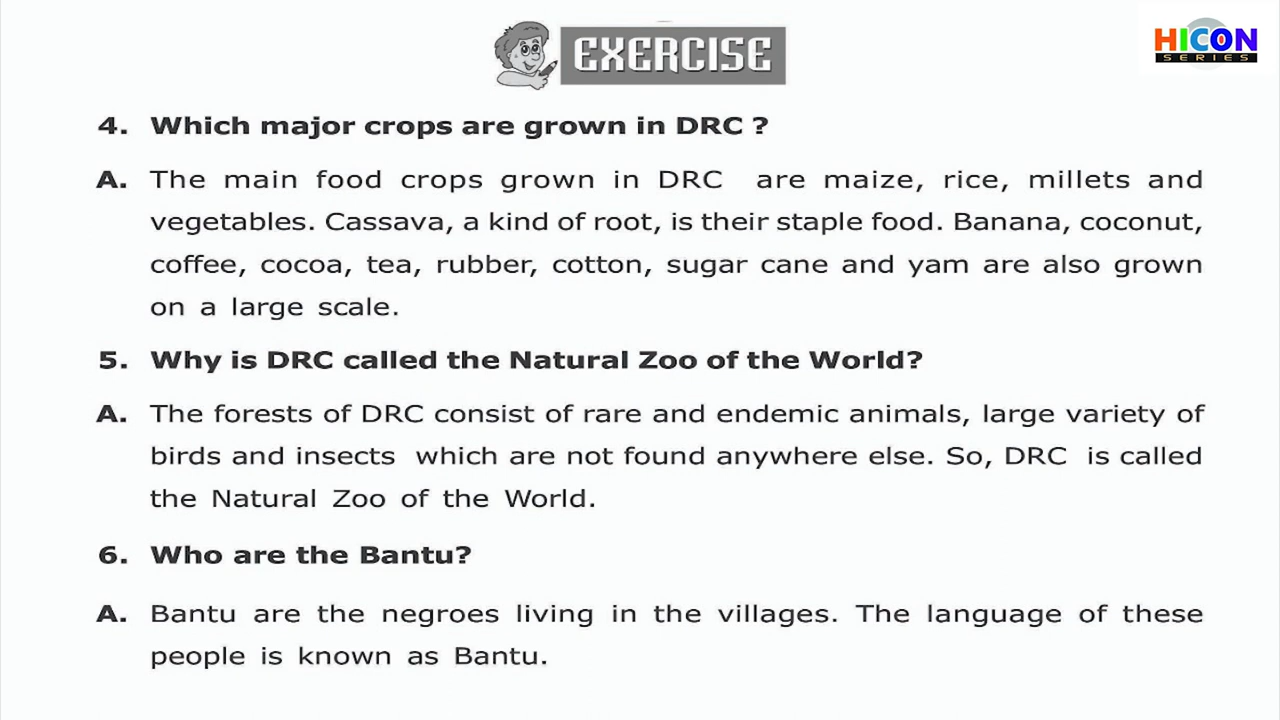 EXERCISE
HICON
SERIES
4. Which major crops are grown in DRC ?
A. The main food crops grown in DRC are maize, rice, millets and
vegetables. Cassava, a kind of root, is their staple food. Banana, coconut,
coffee, cocoa, tea, rubber, cotton, sugar cane and yam are also grown
on a large scale.
5. Why is DRC called the Natural Zoo of the World?
A. The forests of DRC consist of rare and endemic animals, large variety of
birds and insects which are not found anywhere else. So, DRC is called
the Natural Zoo of the World.
6. Who are the Bantu?
A. Bantu are the negroes living in the villages. The language of these
people is known as Bantu.